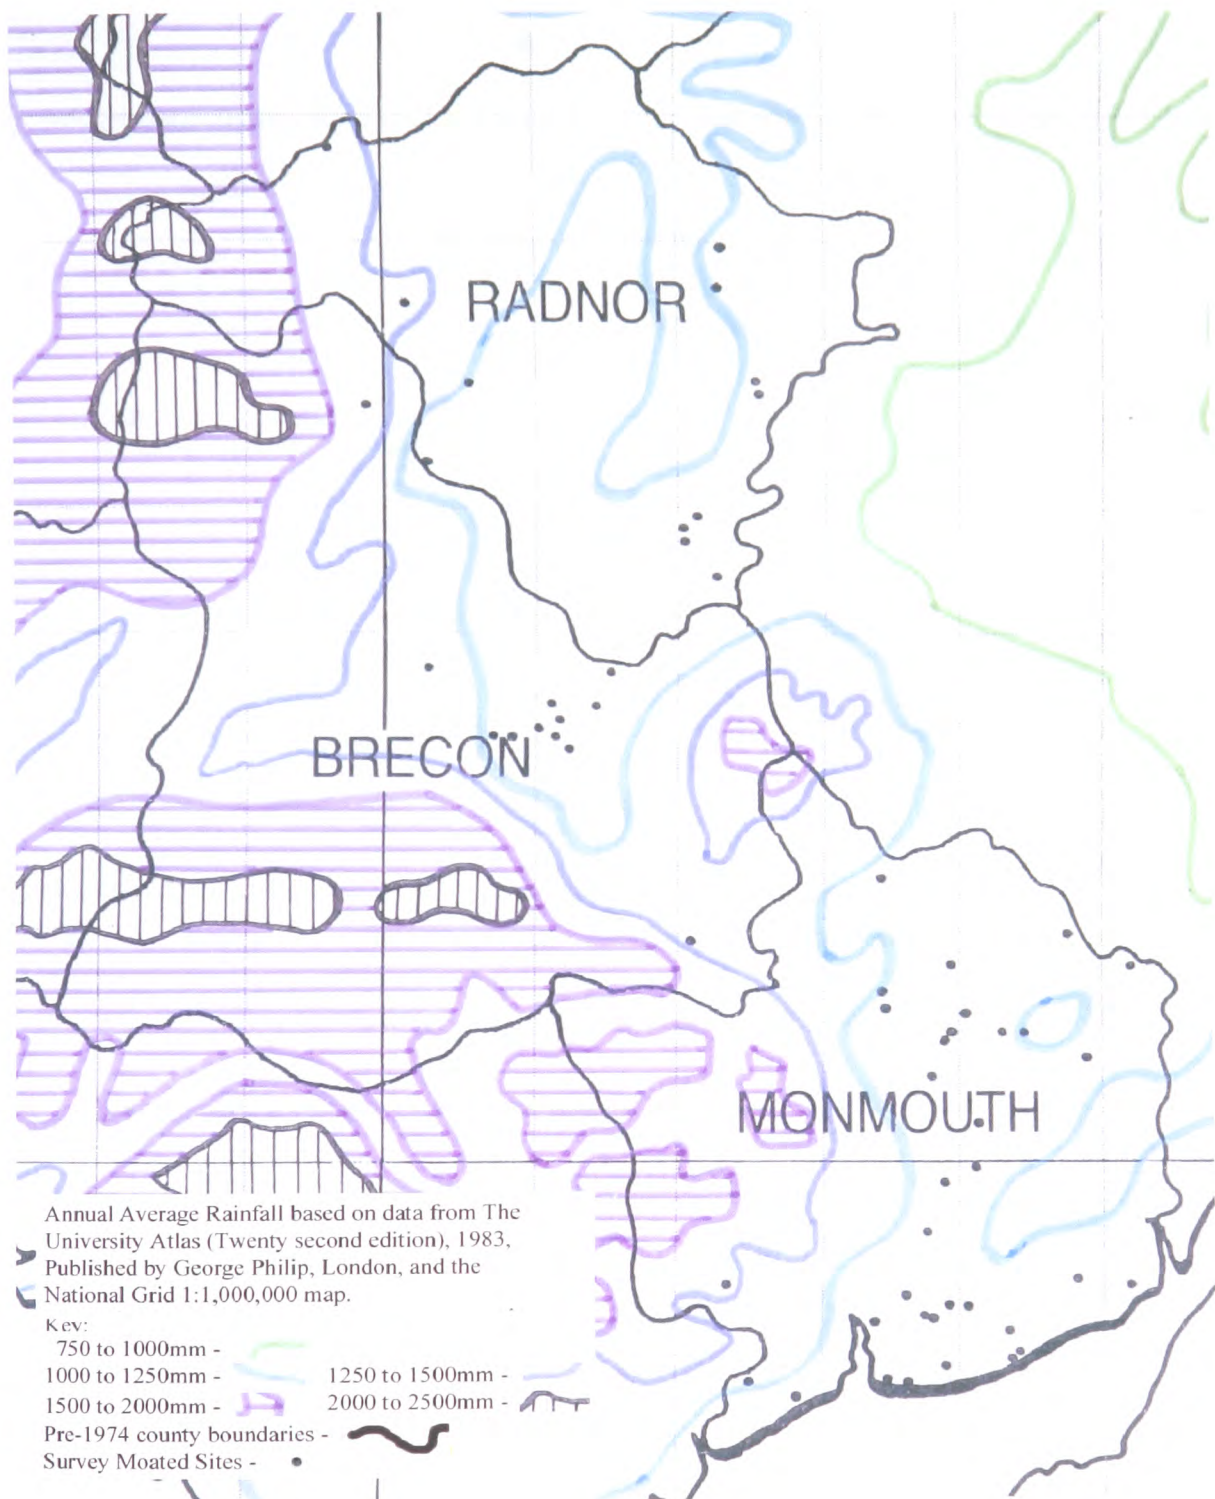 RADNOR
BRECON
MONMOUTH
Annual Average Rainfall based on data from The
University Atlas (Twenty second edition), 1983,
Published by George Philip, London, and the
National Grid 1:1,000,000 map.
Key:
750 to 1000mm -
1000 to 1250mm - 1250 to 1500mm -
1500 to 2000mm - 2000 to 2500mm -
Pre-1974 county boundaries -
Survey Moated Sites -